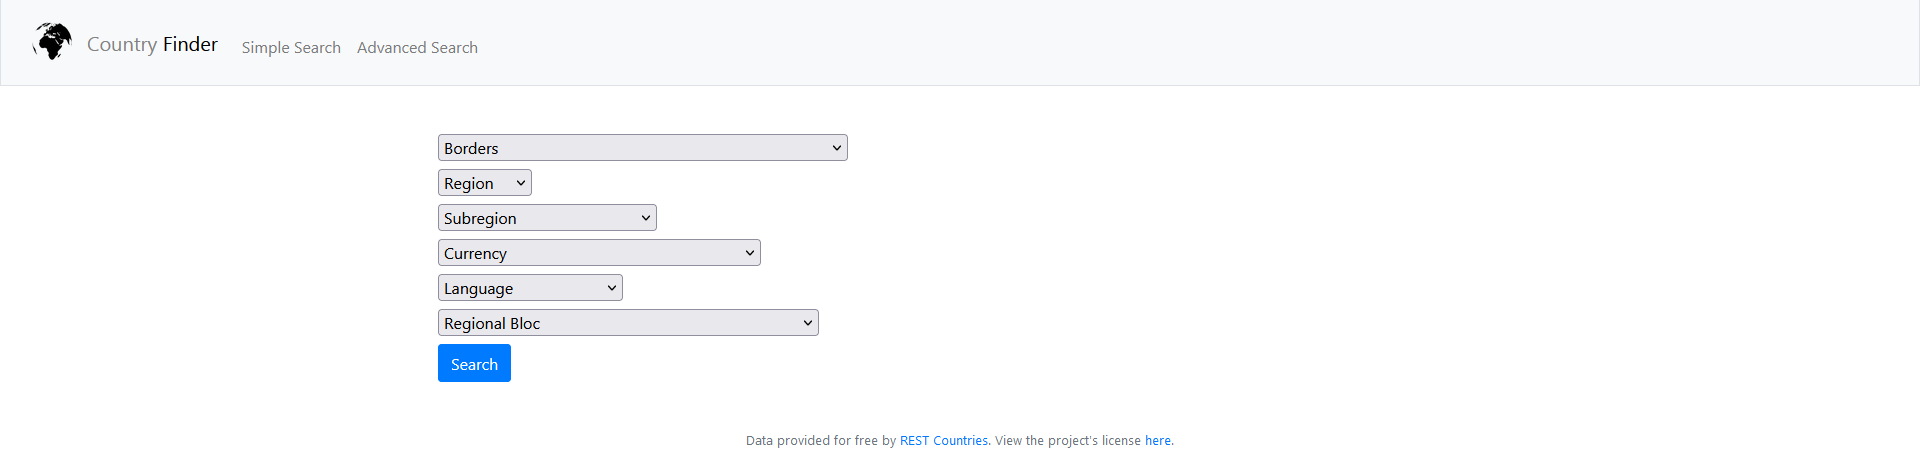 Country Finder Simple Search Advanced Search
Borders
Region
Subregion
Currency
Language
Regional Bloc
Search
Data provided for free by REST Countries. View the project's license here.